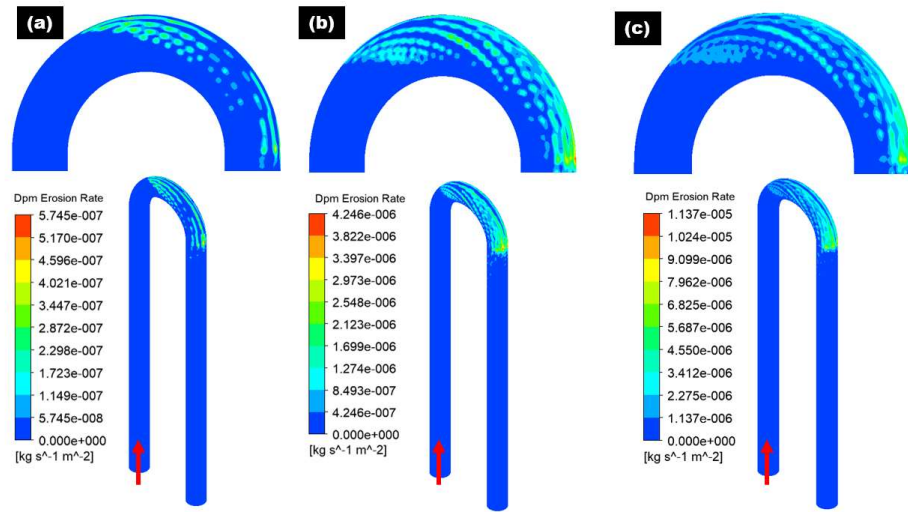 (a)
(b)
(c)
Dpm Erosion Rate
5.745e-007
5.170e-007
4.596e-007
4.021e-007
3.447e-007
2.872e-007
2.298e-007
1.723e-007
1.149e-007
5.745e-008
0.000e+000
[kg s^-1 m^-2]
Dpm Erosion Rate
4.246e-006
3.822e-006
3.397e-006
2.973e-006
2.548e-006
2.123e-006
1.699e-006
1.274e-006
8.493e-007
4.246e-007
0.000e+000
[kg s^-1 m^-2]
Dpm Erosion Rate
1.137e-005
1.024e-005
9.099e-006
7.962e-006
6.825e-006
5.687e-006
4.550e-006
3.412e-006
2.275e-006
1.137e-006
0.000e+000
[kg s^-1 m^-2]